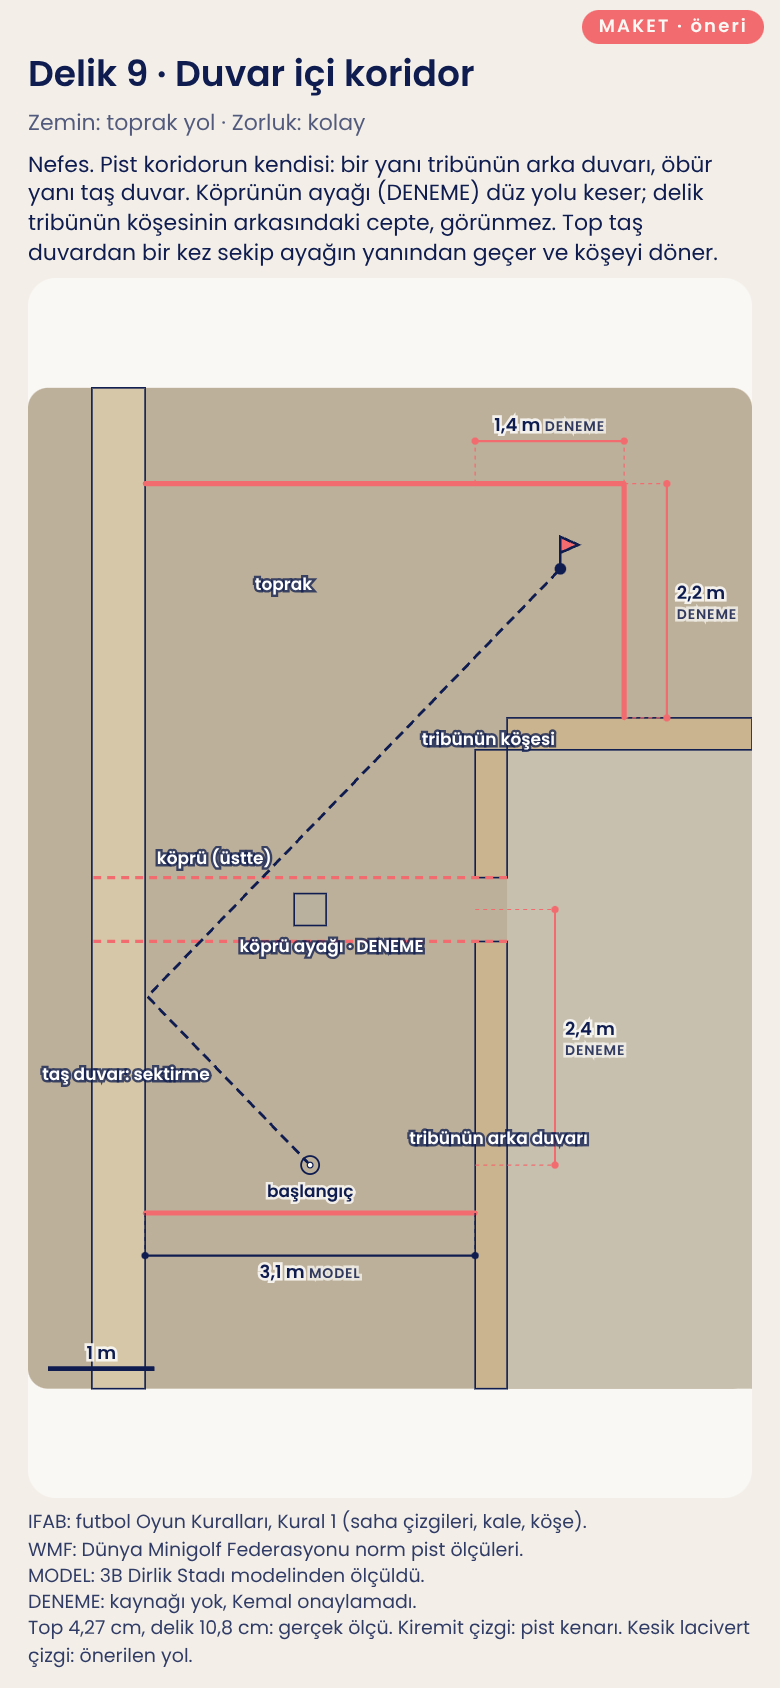 MAKET · öneri
Delik 9 · Duvar içi koridor
Zemin: toprak yol · Zorluk: kolay
Nefes. Pist koridorun kendisi: bir yanı tribünün arka duvarı, öbür
yanı taş duvar. Köprünün ayağı (DENEME) düz yolu keser; delik
tribünün köşesinin arkasındaki cepte, görünmez. Top taş
duvardan bir kez sekip ayağın yanından geçer ve köşeyi döner.
1,4 m DENEME
toprak
2,2 m
DENEME
tribünün köşesi
köprü (üstte)
köprü ayağı · DENEME
2,4 m
DENEME
taş duvar: sektirme
tribünün arka duvarı
başlangıç
3,1 m MODEL
1 m
IFAB: futbol Oyun Kuralları, Kural 1 (saha çizgileri, kale, köşe).
WMF: Dünya Minigolf Federasyonu norm pist ölçüleri.
MODEL: 3B Dirlik Stadı modelinden ölçüldü.
DENEME: kaynağı yok, Kemal onaylamadı.
Top 4,27 cm, delik 10,8 cm: gerçek ölçü. Kiremit çizgi: pist kenarı. Kesik lacivert
çizgi: önerilen yol.